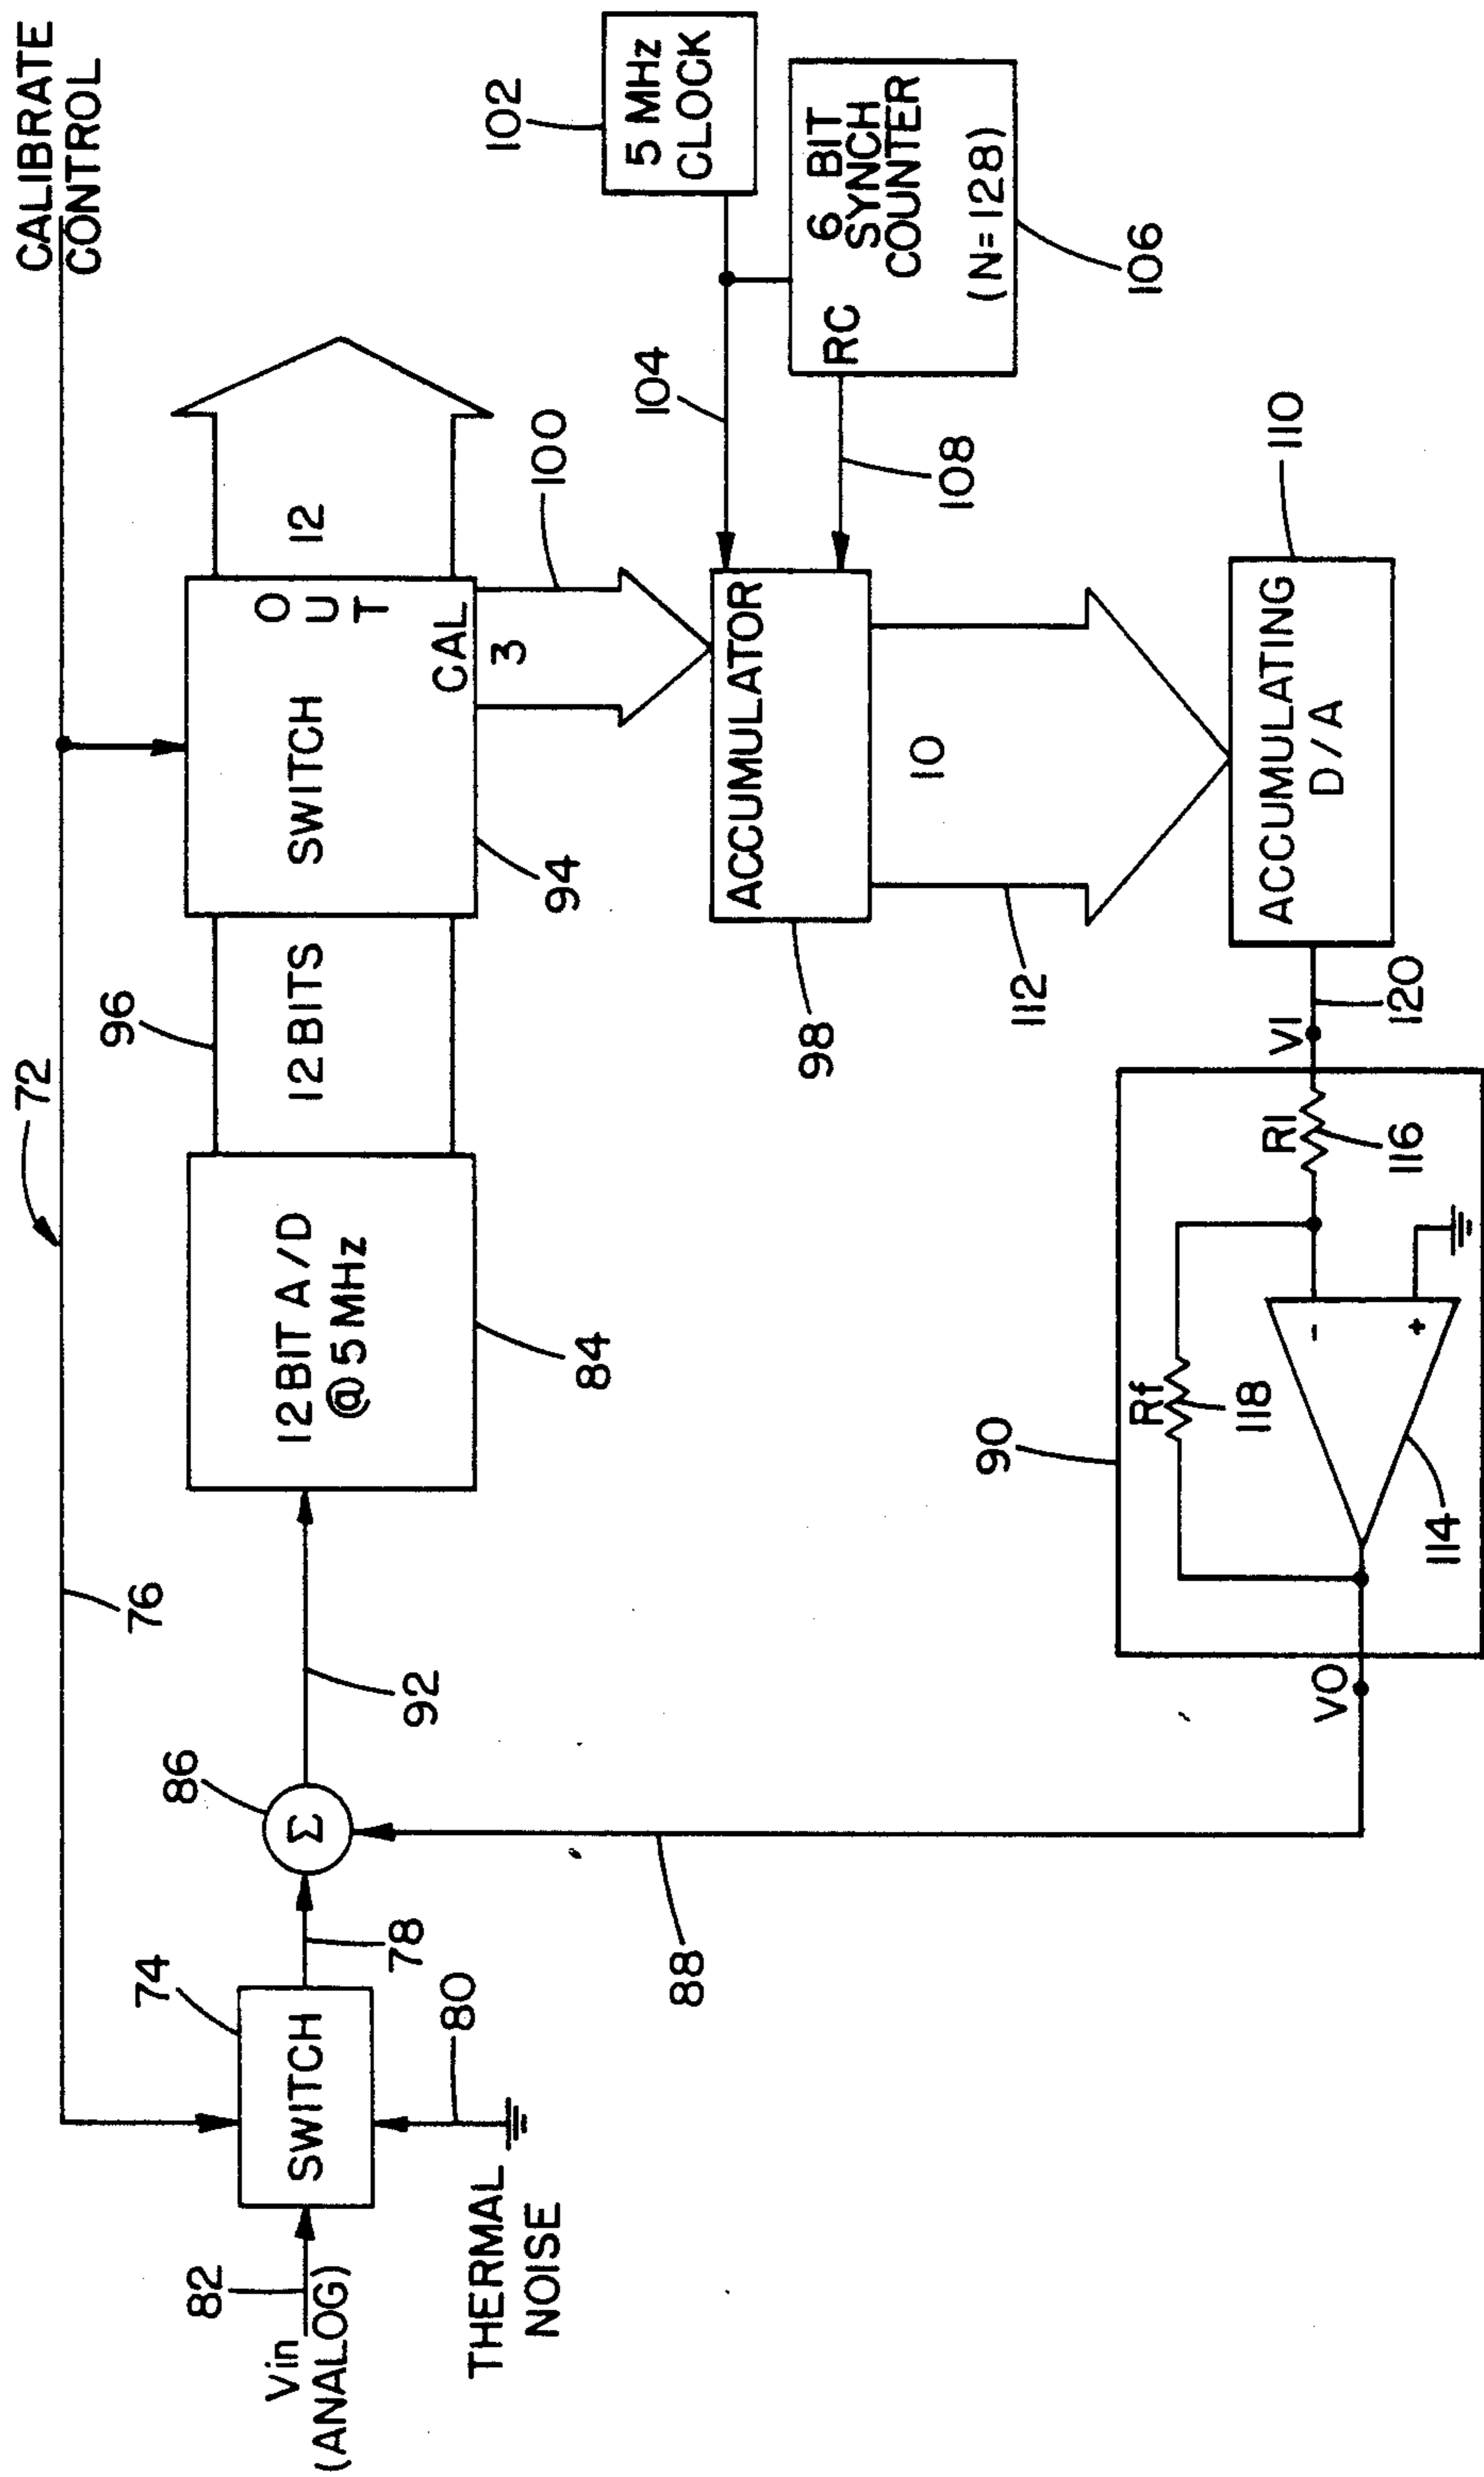 CALIBRATE
CONTROL
72
76
82
Vin
(ANALOG)
74
SWITCH
78
80
THERMAL
NOISE
86
Σ
92
88
12 BIT A/D
@ 5 MHz
84
96
12 BITS
SWITCH
94
O
U
T
12
CAL
3
100
102
5 MHz
CLOCK
104
6 BIT
SYNCH
COUNTER
RC
(N=128)
106
108
ACCUMULATOR
98
10
112
ACCUMULATING
D/A
110
120
VI
90
RI
116
Rf
118
-
+
114
VO